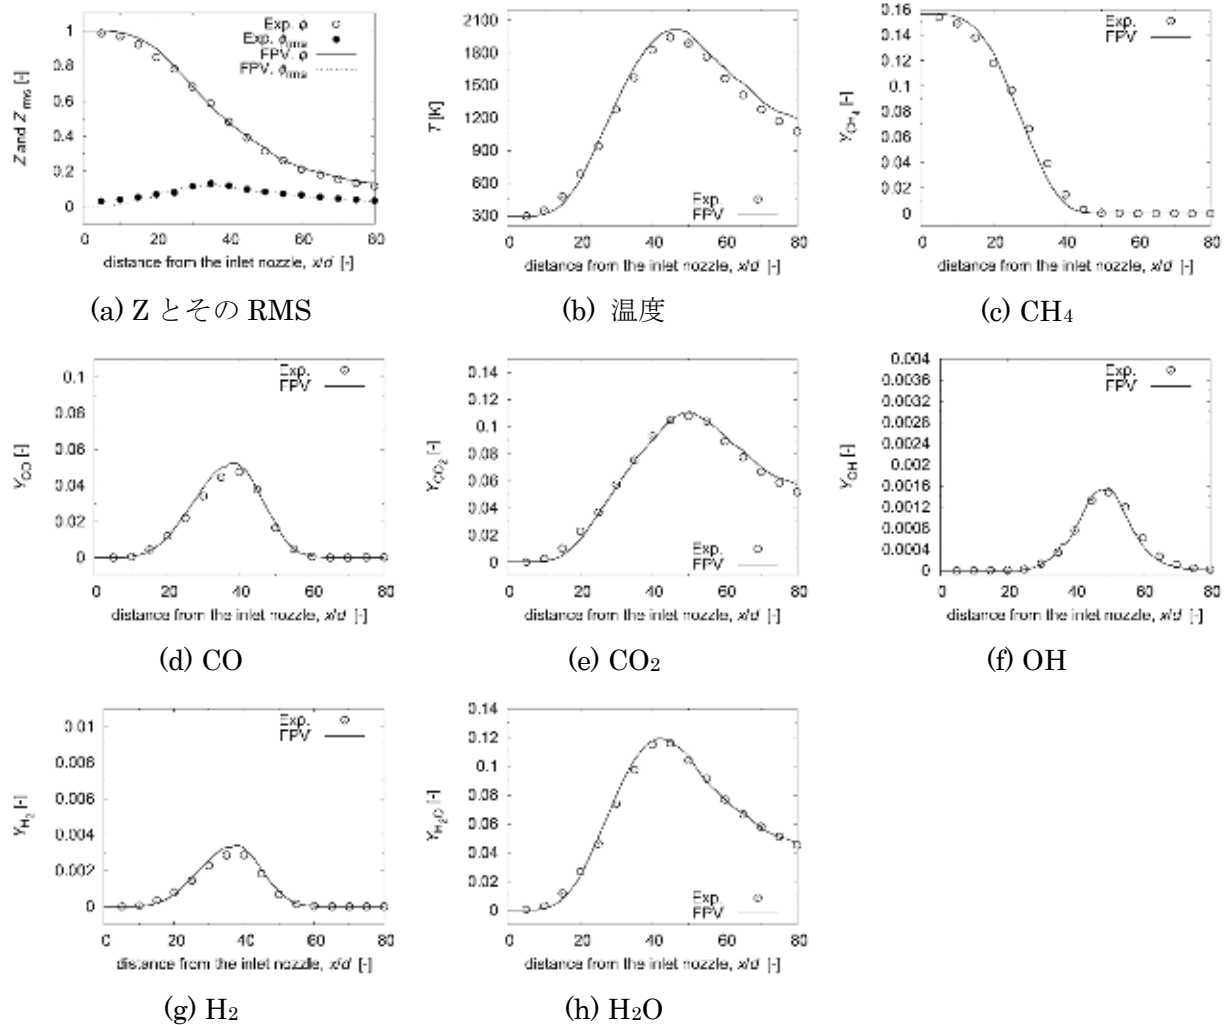 1
0.8
0.6
0.4
0.2
0
Z and Z rms [-]
Exp. ϕ
Exp. ϕrms
FPV. ϕ
FPV. ϕrms
0 20 40 60 80
distance from the inlet nozzle, x/d [-]
(a) Z とその RMS
2100
1800
1500
1200
900
600
300
T [K]
Exp.
FPV
0 20 40 60 80
distance from the inlet nozzle, x/d [-]
(b) 温度
0.16
0.14
0.12
0.1
0.08
0.06
0.04
0.02
0
YCH4 [-]
Exp.
FPV
0 20 40 60 80
distance from the inlet nozzle, x/d [-]
(c) CH4
0.1
0.08
0.06
0.04
0.02
0
YCO [-]
Exp.
FPV
0 20 40 60 80
distance from the inlet nozzle, x/d [-]
(d) CO
0.14
0.12
0.1
0.08
0.06
0.04
0.02
0
YCO2 [-]
Exp.
FPV
0 20 40 60 80
distance from the inlet nozzle, x/d [-]
(e) CO2
0.004
0.0036
0.0032
0.0028
0.0024
0.002
0.0016
0.0012
0.0008
0.0004
0
YOH [-]
Exp.
FPV
0 20 40 60 80
distance from the inlet nozzle, x/d [-]
(f) OH
0.01
0.008
0.006
0.004
0.002
0
YH2 [-]
Exp.
FPV
0 20 40 60 80
distance from the inlet nozzle, x/d [-]
(g) H2
0.14
0.12
0.1
0.08
0.06
0.04
0.02
0
YH2O [-]
Exp.
FPV
0 20 40 60 80
distance from the inlet nozzle, x/d [-]
(h) H2O